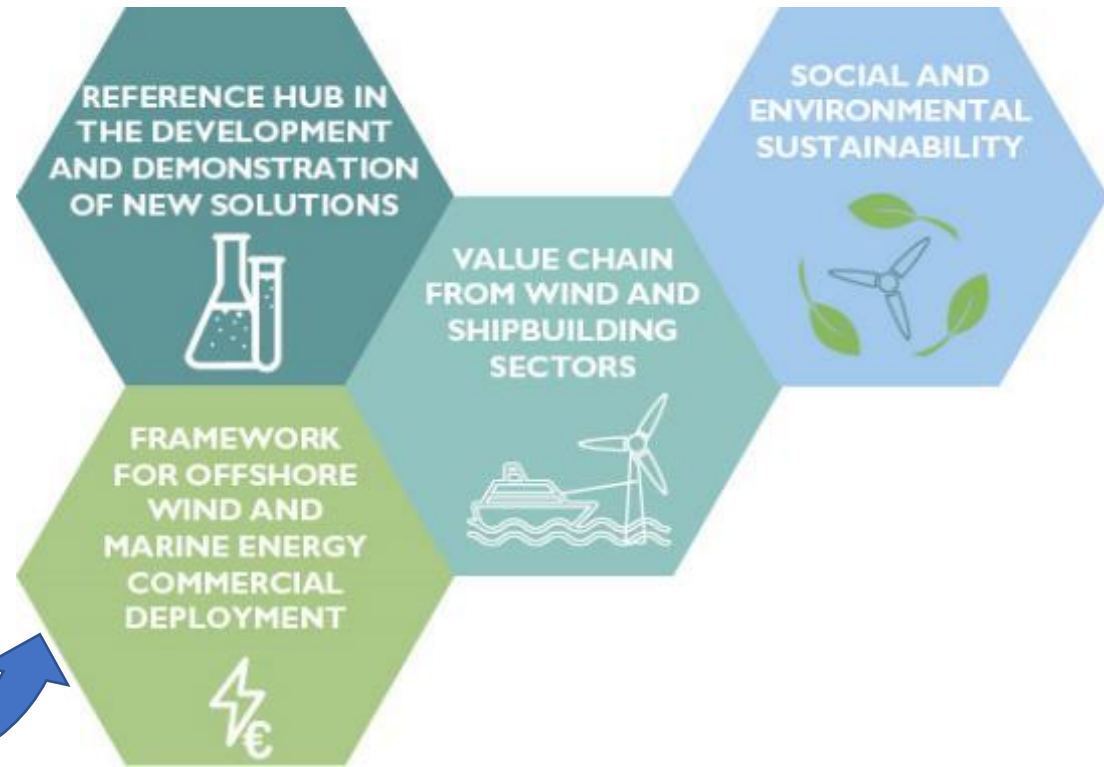 REFERENCE HUB IN
THE DEVELOPMENT
AND DEMONSTRATION
OF NEW SOLUTIONS
SOCIAL AND
ENVIRONMENTAL
SUSTAINABILITY
VALUE CHAIN
FROM WIND AND
SHIPBUILDING
SECTORS
FRAMEWORK
FOR OFFSHORE
WIND AND
MARINE ENERGY
COMMERCIAL
DEPLOYMENT
€